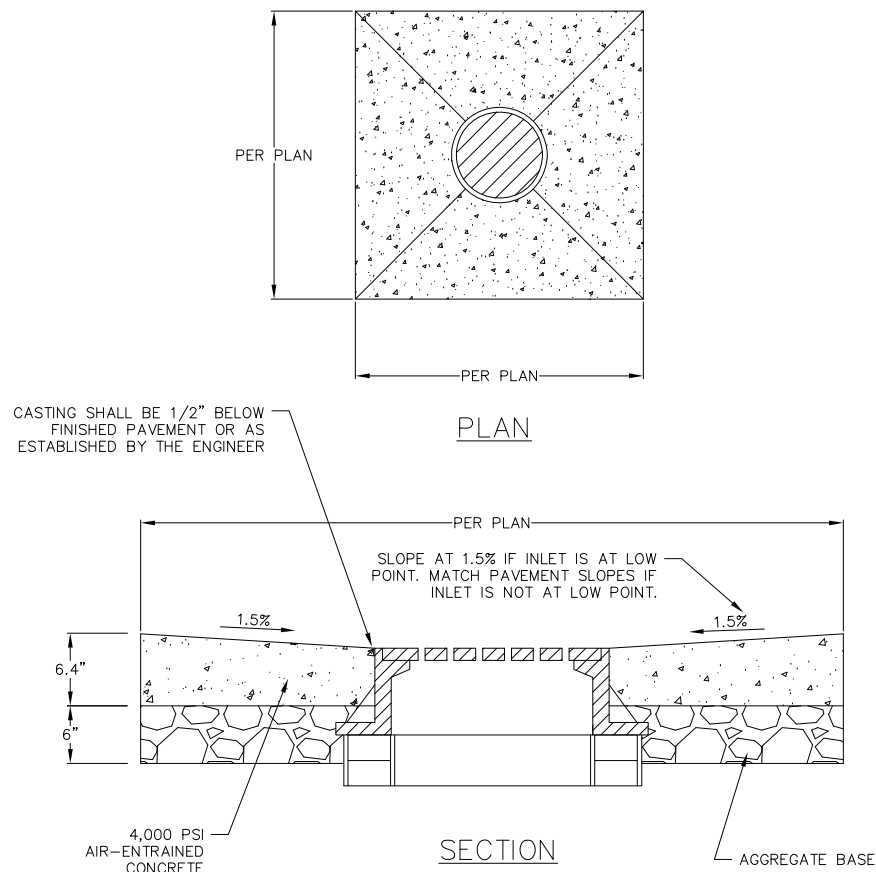 PER PLAN
PER PLAN
PLAN
CASTING SHALL BE 1/2” BELOW
FINISHED PAVEMENT OR AS
ESTABLISHED BY THE ENGINEER
PER PLAN
SLOPE AT 1.5% IF INLET IS AT LOW
POINT. MATCH PAVEMENT SLOPES IF
INLET IS NOT AT LOW POINT.
1.5%
1.5%
6.4”
6”
4,000 PSI
AIR-ENTRAINED
CONCRETE
SECTION
AGGREGATE BASE